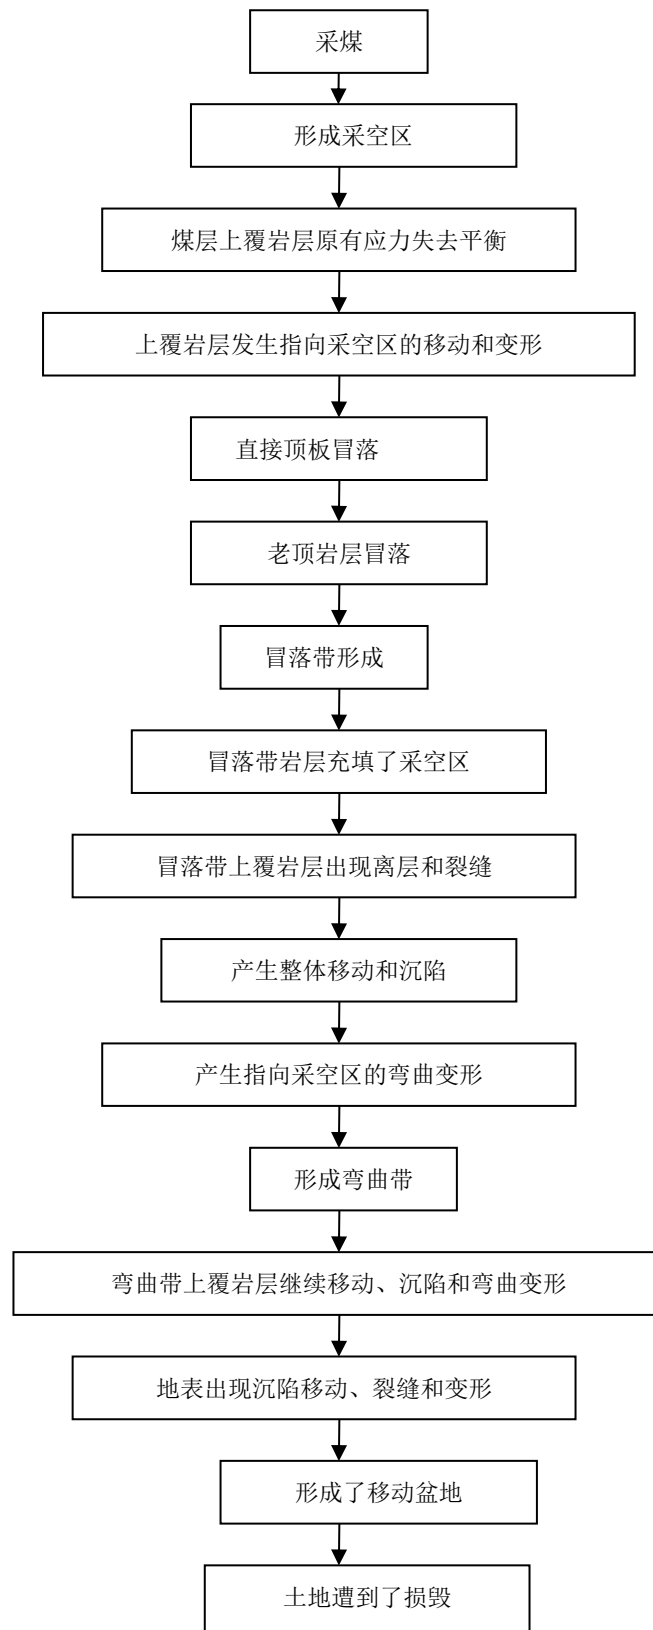 采煤
形成采空区
煤层上覆岩层原有应力失去平衡
上覆岩层发生指向采空区的移动和变形
直接顶板冒落
老顶岩层冒落
冒落带形成
冒落带岩层充填了采空区
冒落带上覆岩层出现离层和裂缝
产生整体移动和沉陷
产生指向采空区的弯曲变形
形成弯曲带
弯曲带上覆岩层继续移动、沉陷和弯曲变形
地表出现沉陷移动、裂缝和变形
形成了移动盆地
土地遭到了损毁